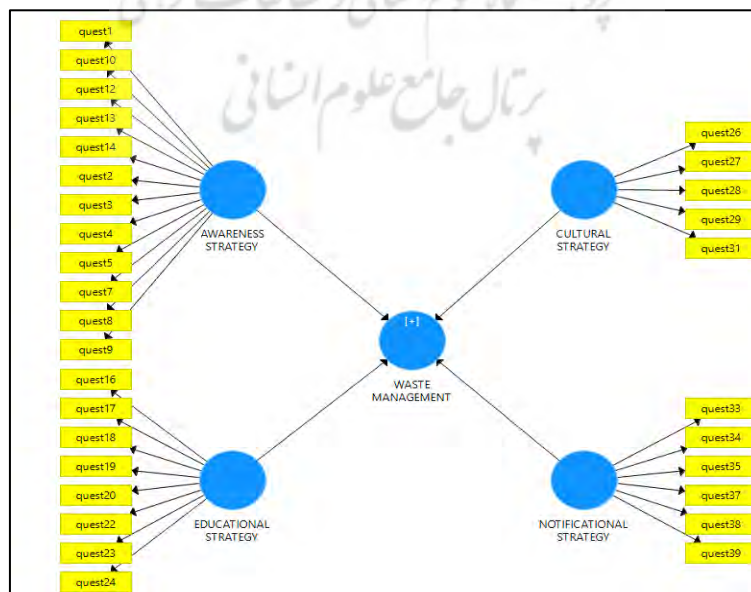 پرتال جامع علوم انسانی
quest1
quest10
quest12
quest13
quest14
quest2
quest3
quest4
quest5
quest7
quest8
quest9
AWARENESS
STRATEGY
quest26
quest27
quest28
quest29
quest31
CULTURAL
STRATEGY
[+]
WASTE
MANAGEMENT
quest16
quest17
quest18
quest19
quest20
quest22
quest23
quest24
EDUCATIONAL
STRATEGY
quest33
quest34
quest35
quest37
quest38
quest39
NOTIFICATIONAL
STRATEGY